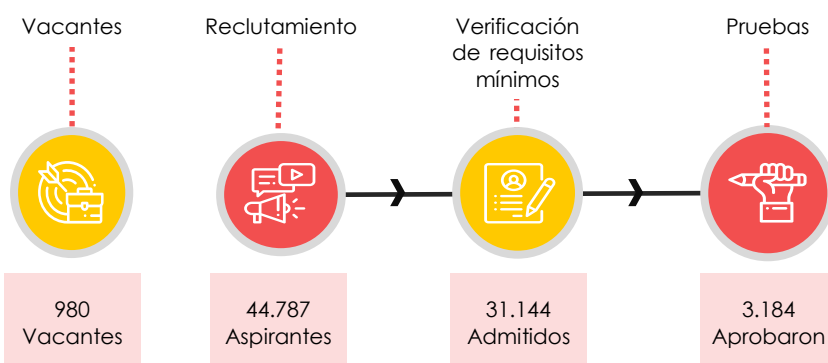 Vacantes
Reclutamiento
Verificación
de requisitos
mínimos
Pruebas
980
Vacantes
44.787
Aspirantes
31.144
Admitidos
3.184
Aprobaron